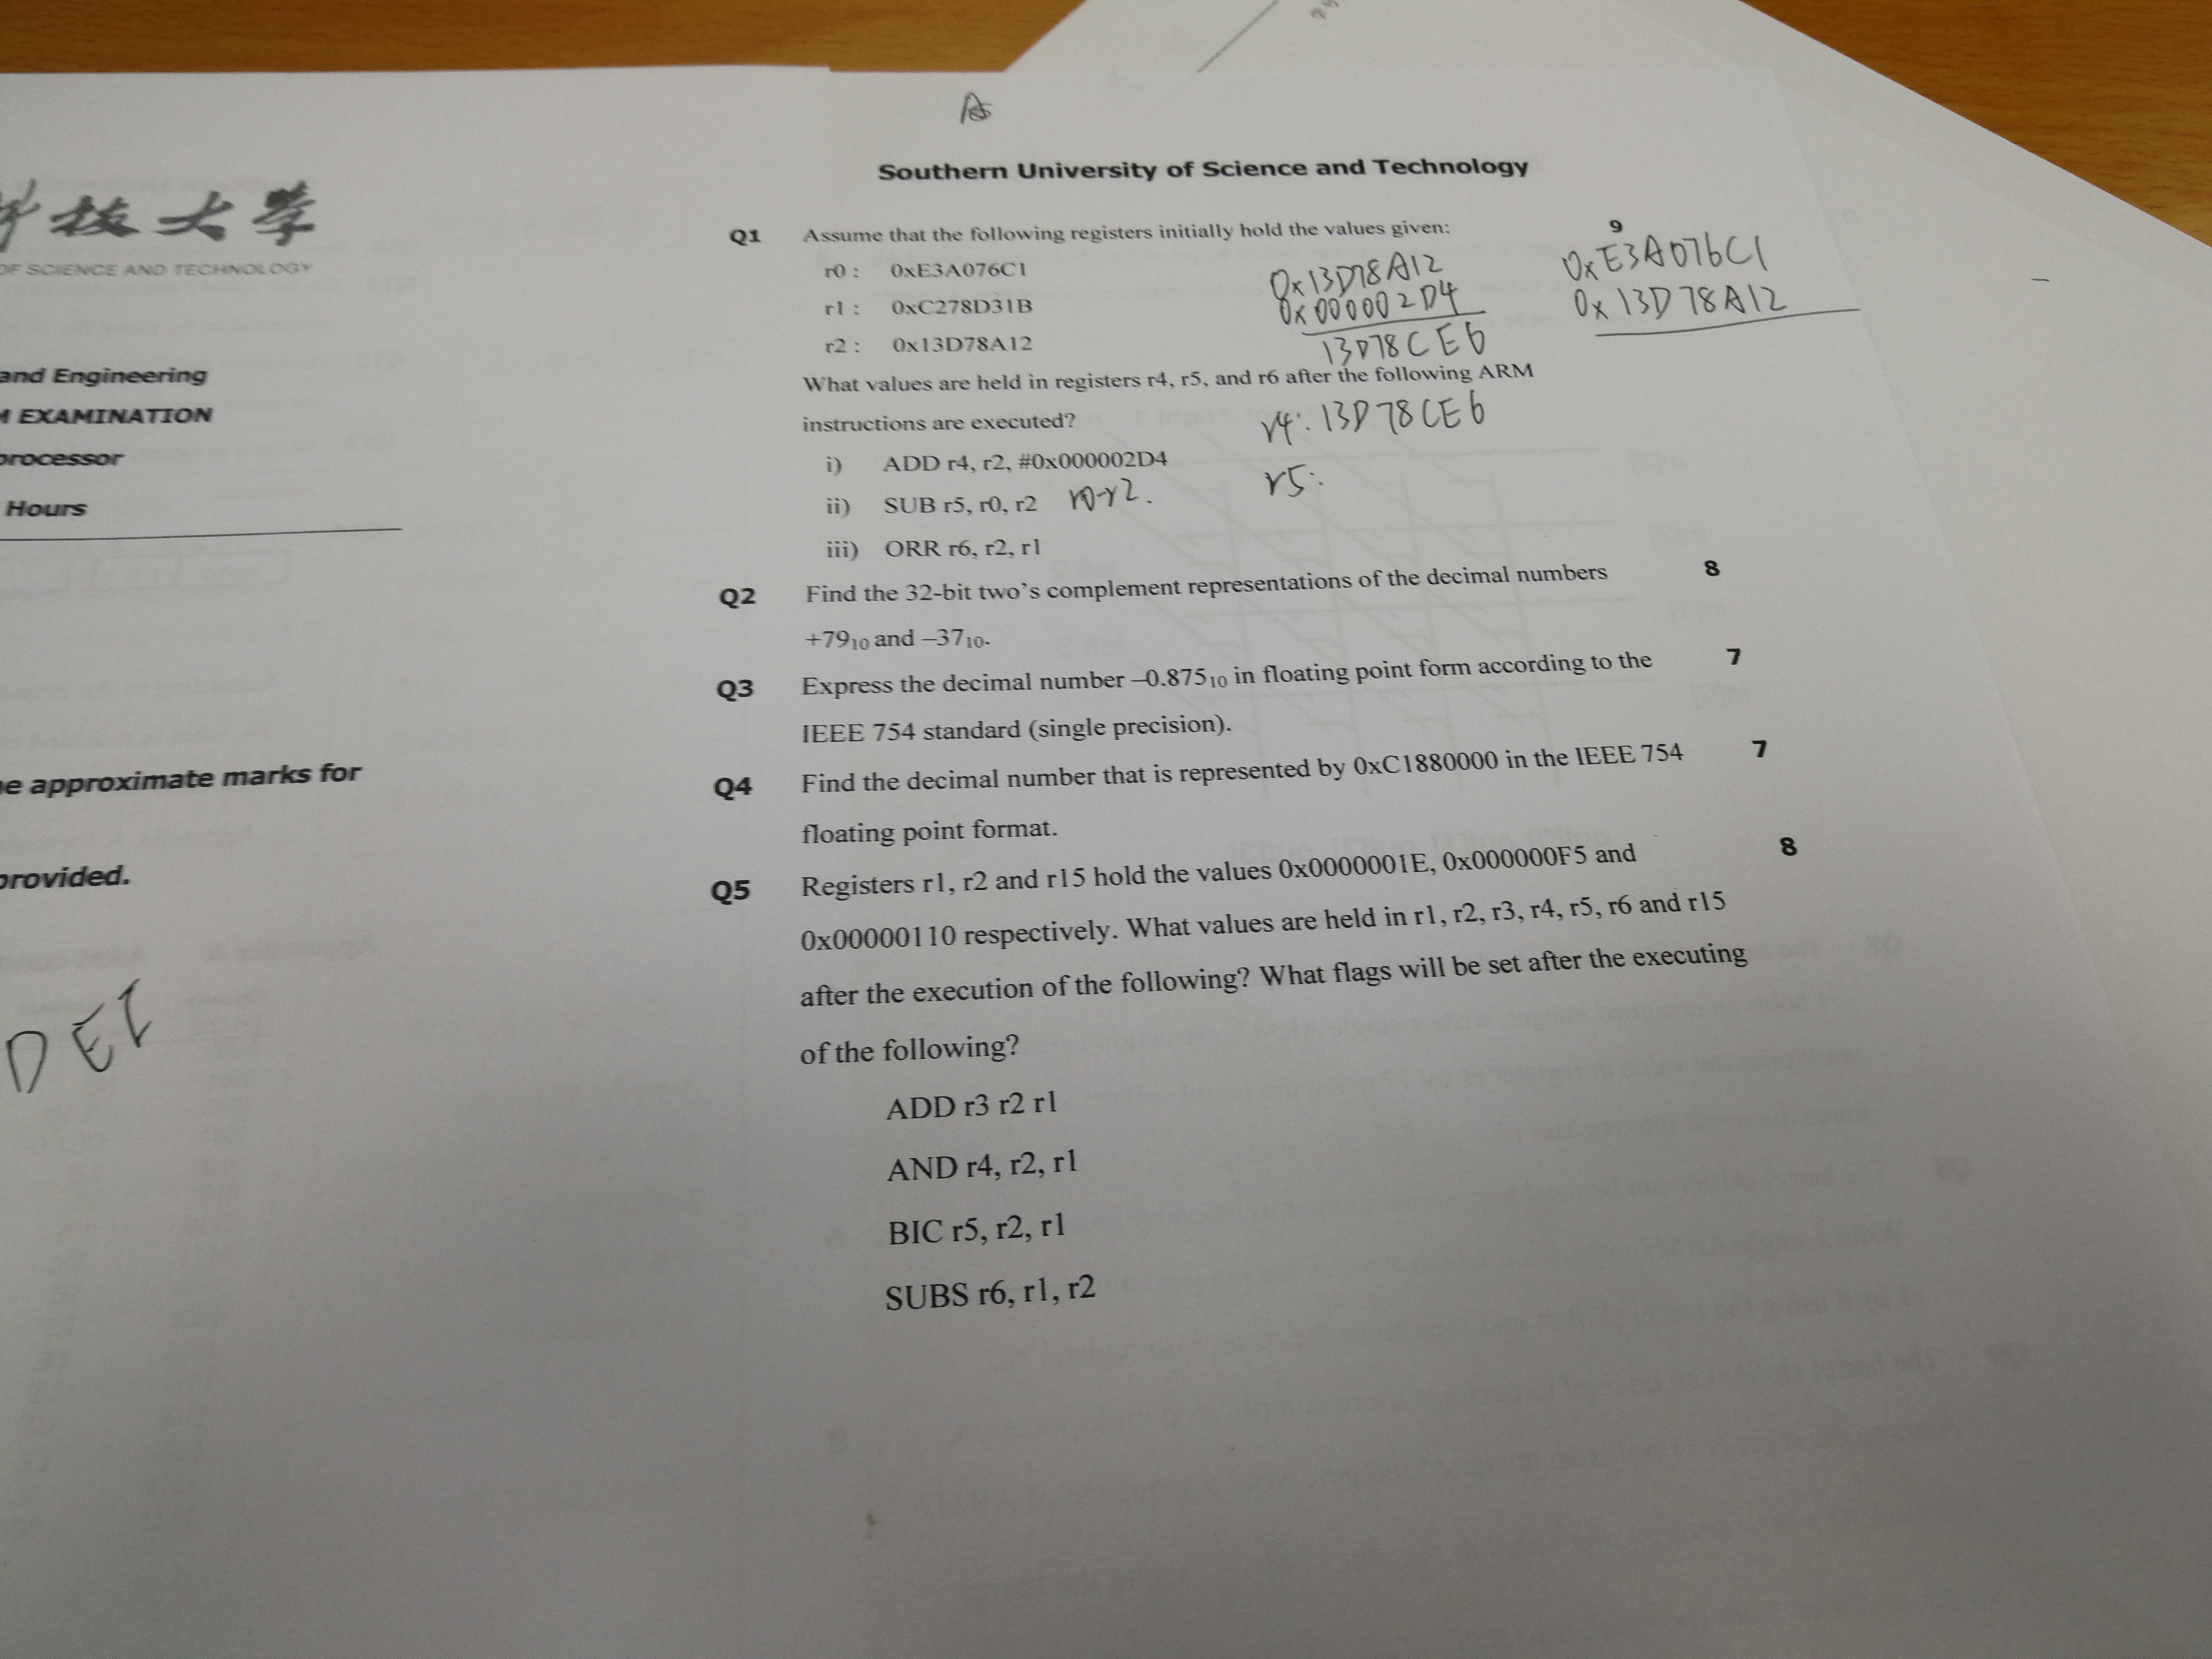 技大学
OF SCIENCE AND TECHNOLOGY
and Engineering
M EXAMINATION
processor
Hours
e approximate marks for
provided.
DEI
A
Southern University of Science and Technology
Q1 Assume that the following registers initially hold the values given: 9
r0 : 0xE3A076C1
r1 : 0xC278D31B
r2 : 0x13D78A12
0x13D78A12
0x000002D4
13D78CE6
0xE3A076C1
0x13D78A12
What values are held in registers r4, r5, and r6 after the following ARM
instructions are executed?
r4: 13D78CE6
i) ADD r4, r2, #0x000002D4
r5:
ii) SUB r5, r0, r2 r0-r2.
iii) ORR r6, r2, r1
Q2 Find the 32-bit two's complement representations of the decimal numbers 8
+79₁₀ and –37₁₀.
Q3 Express the decimal number –0.875₁₀ in floating point form according to the 7
IEEE 754 standard (single precision).
Q4 Find the decimal number that is represented by 0xC1880000 in the IEEE 754 7
floating point format.
Q5 Registers r1, r2 and r15 hold the values 0x0000001E, 0x000000F5 and 8
0x00000110 respectively. What values are held in r1, r2, r3, r4, r5, r6 and r15
after the execution of the following? What flags will be set after the executing
of the following?
ADD r3 r2 r1
AND r4, r2, r1
BIC r5, r2, r1
SUBS r6, r1, r2